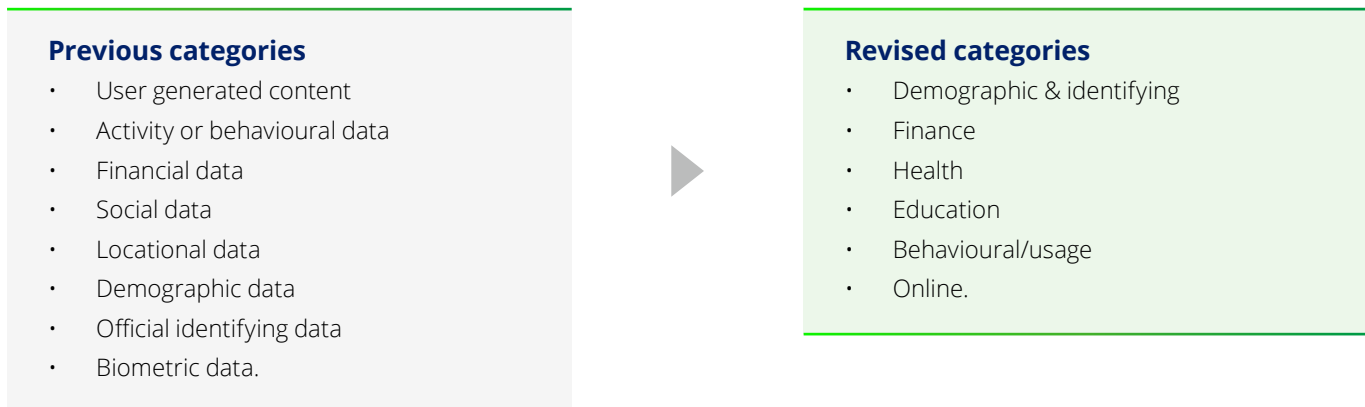 Previous categories
• User generated content
• Activity or behavioural data
• Financial data
• Social data
• Locational data
• Demographic data
• Official identifying data
• Biometric data.
Revised categories
• Demographic & identifying
• Finance
• Health
• Education
• Behavioural/usage
• Online.